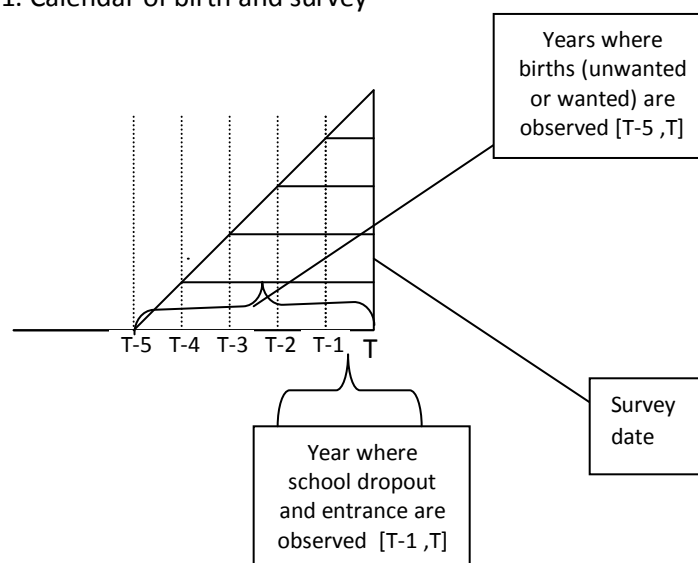 1. Calendar of birth and survey
Years where
births (unwanted
or wanted) are
observed [T-5 ,T]
T-5 T-4 T-3 T-2 T-1 T
Survey
date
Year where
school dropout
and entrance are
observed [T-1 ,T]